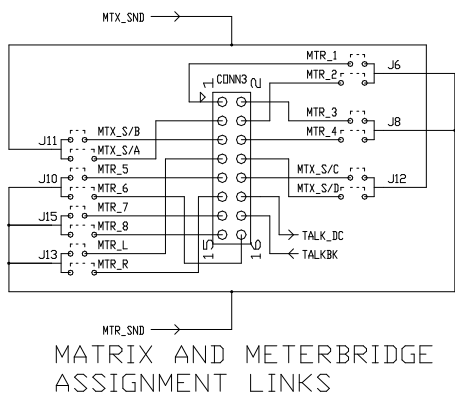 MTX_SND
MTR_1
J6
MTR_2
1 CONN3 2
MTR_3
J8
MTR_4
MTX_S/B
J11
MTX_S/A
MTX_S/C
J12
MTX_S/D
J10
MTR_5
MTR_6
J15
MTR_7
MTR_8
TALK_DC
J13
MTR_L
MTR_R
15 16
TALKBK
MTR_SND
MATRIX AND METERBRIDGE
ASSIGNMENT LINKS